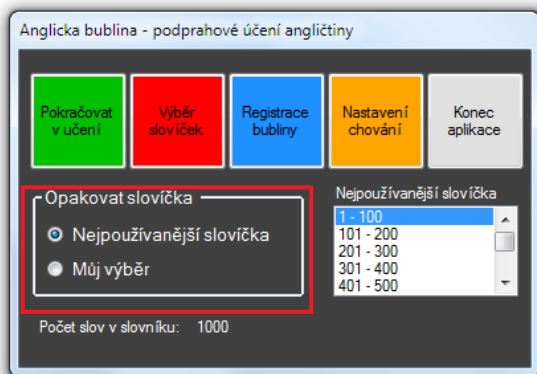 Anglicka bublina - podprahové účení angličtiny
Pokračovat
v učení
Výběr
slovíček
Registrace
bubliny
Nastavení
chování
Konec
aplikace
Opakovat slovíčka
Nejpoužívanější slovíčka
Můj výběr
Nejpoužívanější slovíčka
1 - 100
101 - 200
201 - 300
301 - 400
401 - 500
Počet slov v slovníku: 1000